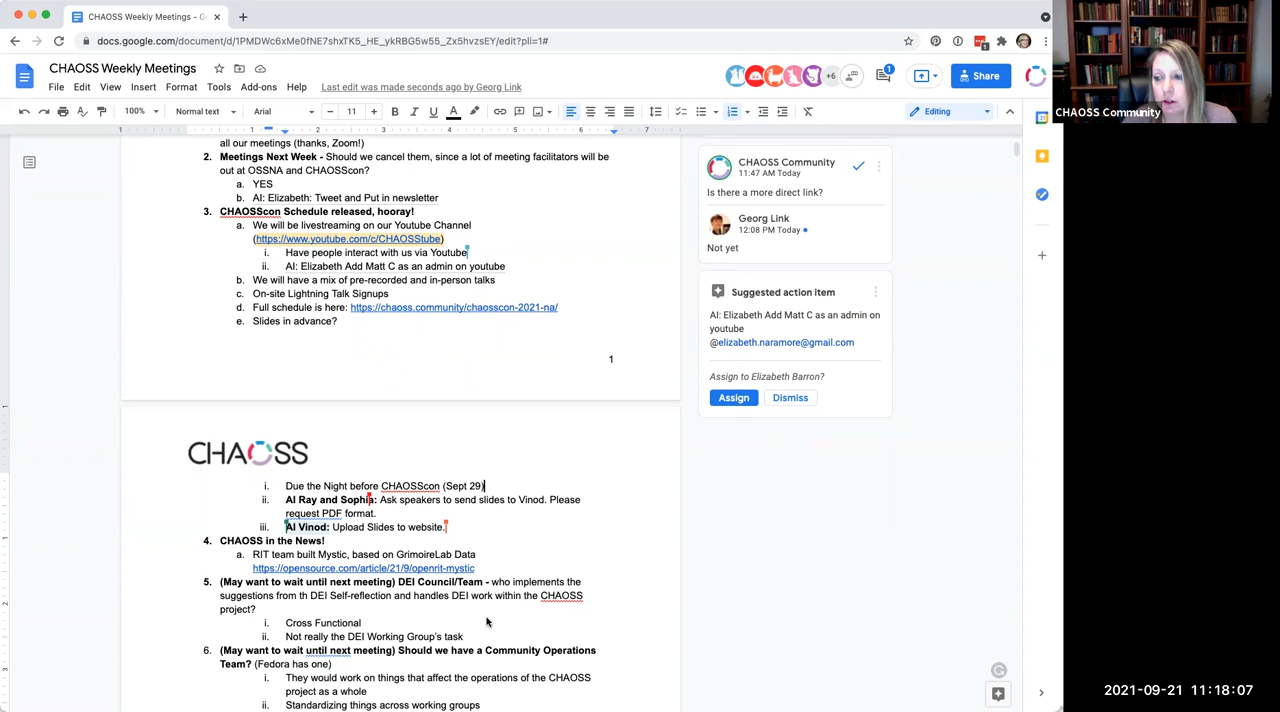 CHAOSS Weekly Meetings - G
docs.google.com/document/d/1PMDWc6xMe0fNE7shxTK5_HE_ykRBG5w55_Zx5hvzsEY/edit?pli=1#
CHAOSS Weekly Meetings
File Edit View Insert Format Tools Add-ons Help Last edit was made seconds ago by Georg Link
+6
1
Share
100% Normal text Arial 11 Editing
1 1 2 3 4 5 6 7
all our meetings (thanks, Zoom!)
2. Meetings Next Week - Should we cancel them, since a lot of meeting facilitators will be
out at OSSNA and CHAOSScon?
a. YES
b. AI: Elizabeth: Tweet and Put in newsletter
3. CHAOSScon Schedule released, hooray!
a. We will be livestreaming on our Youtube Channel
(https://www.youtube.com/c/CHAOSStube)
i. Have people interact with us via Youtube
ii. AI: Elizabeth Add Matt C as an admin on youtube
b. We will have a mix of pre-recorded and in-person talks
c. On-site Lightning Talk Signups
d. Full schedule is here: https://chaoss.community/chaosscon-2021-na/
e. Slides in advance?
1
CHAOSS
i. Due the Night before CHAOSScon (Sept 29)
ii. AI Ray and Sophia: Ask speakers to send slides to Vinod. Please
request PDF format.
iii. AI Vinod: Upload Slides to website.
4. CHAOSS in the News!
a. RIT team built Mystic, based on GrimoireLab Data
https://opensource.com/article/21/9/openrit-mystic
5. (May want to wait until next meeting) DEI Council/Team - who implements the
suggestions from th DEI Self-reflection and handles DEI work within the CHAOSS
project?
i. Cross Functional
ii. Not really the DEI Working Group's task
6. (May want to wait until next meeting) Should we have a Community Operations
Team? (Fedora has one)
i. They would work on things that affect the operations of the CHAOSS
project as a whole
ii. Standardizing things across working groups
CHAOSS Community
11:47 AM Today
Is there a more direct link?
Georg Link
12:08 PM Today
Not yet
Suggested action item
AI: Elizabeth Add Matt C as an admin on
youtube
@elizabeth.naramore@gmail.com
Assign to Elizabeth Barron?
Assign Dismiss
CHAOSS Community
2021-09-21 11:18:07